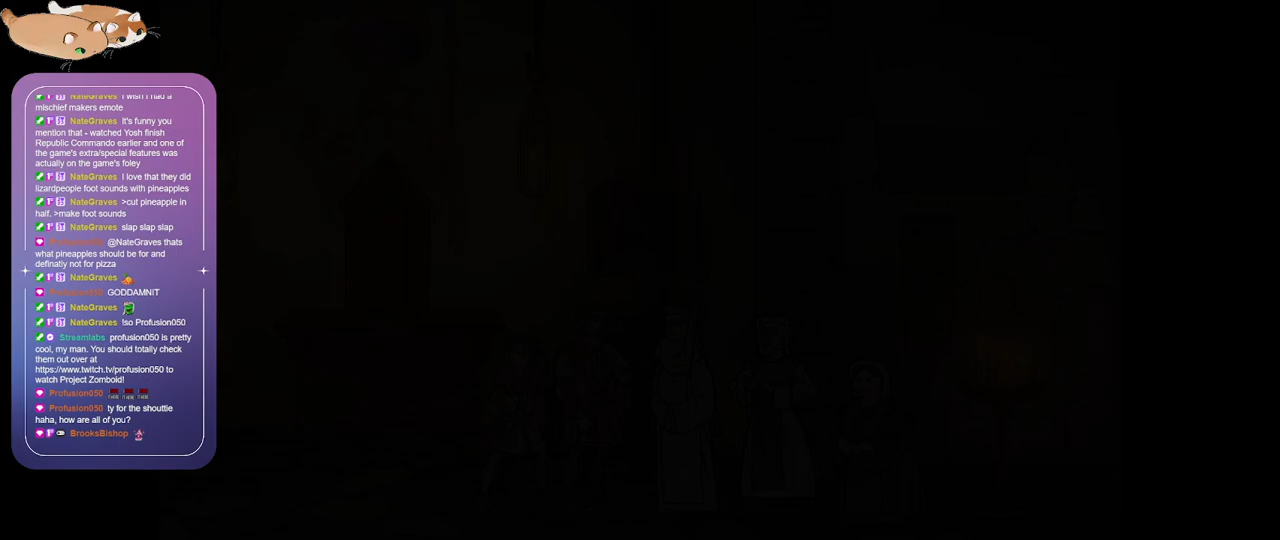 NateGraves I wish I had a
mischief makers emote
NateGraves It's funny you
mention that - watched Yosh finish
Republic Commando earlier and one of
the game's extra/special features was
actually on the game's foley
NateGraves I love that they did
lizardpeople foot sounds with pineapples
NateGraves >cut pineapple in
half. >make foot sounds
NateGraves slap slap slap
Profusion050 @NateGraves thats
what pineapples should be for and
definatly not for pizza
NateGraves
Profusion050 GODDAMNIT
NateGraves
NateGraves !so Profusion050
Streamlabs profusion050 is pretty
cool, my man. You should totally check
them out over at
https://www.twitch.tv/profusion050 to
watch Project Zomboid!
Profusion050
Profusion050 ty for the shouttie
haha, how are all of you?
BrooksBishop